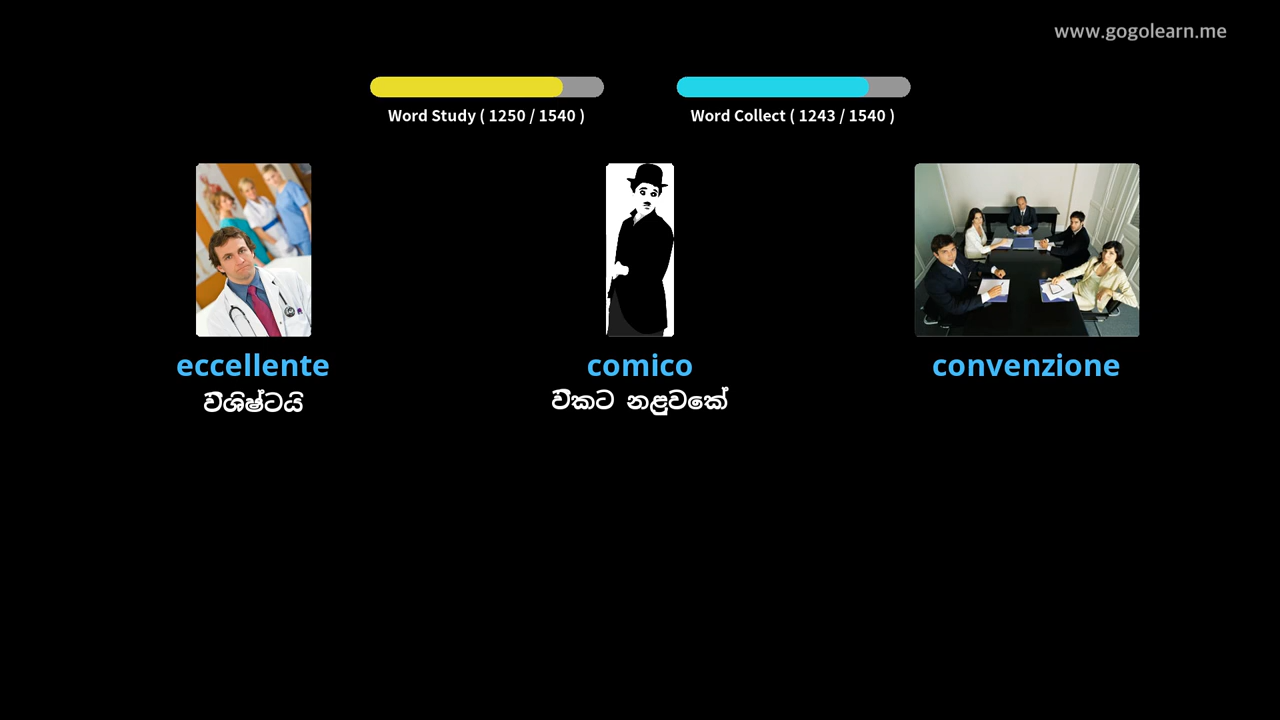 www.gogolearn.me
Word Study ( 1250 / 1540 )
Word Collect ( 1243 / 1540 )
eccellente
විශිෂ්ටයි
comico
විකට නළුවකේ
convenzione